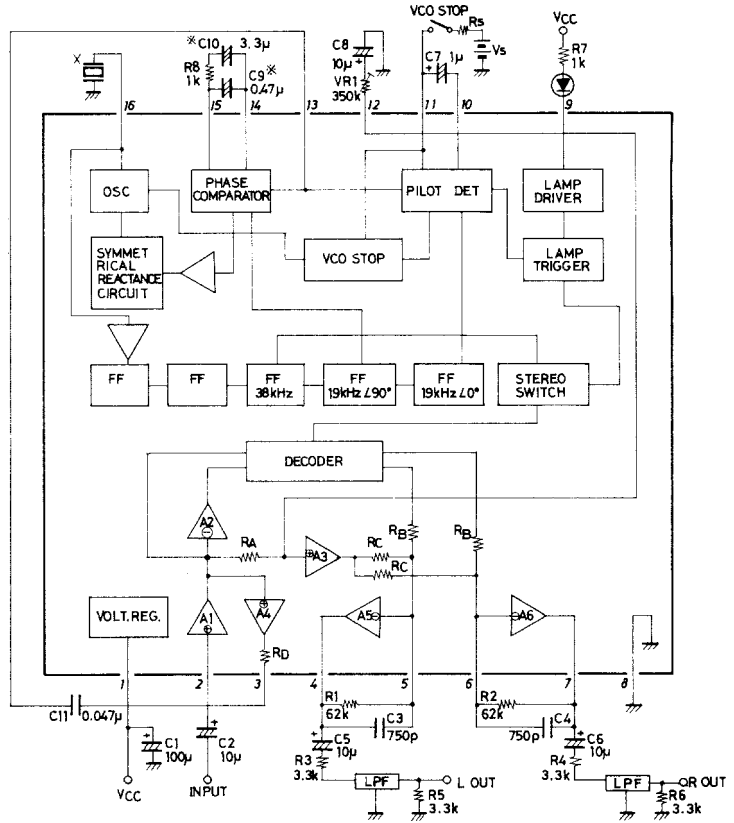 VCO STOP
Rs
Vs
VCC
R7
1k
※C10 3.3µ
R8
1k
C9※
0.47µ
C8
10µ
VR1
350k
C7 1µ
X
16
15
14
13
12
11
10
9
OSC
PHASE
COMPARATOR
PILOT DET
LAMP
DRIVER
SYMMET
RICAL
REACTANCE
CIRCUIT
VCO STOP
LAMP
TRIGGER
FF
FF
FF
38kHz
FF
19kHz∠90°
FF
19kHz∠0°
STEREO
SWITCH
DECODER
A2
RA
A3
RC
RC
RB
RB
VOLT.REG.
A1
A4
RD
A5
A6
1
2
3
4
5
6
7
8
C11 0.047µ
C1
100µ
C2
10µ
VCC
INPUT
R1
62k
C3
750p
C5
10µ
R3
3.3k
LPF
L OUT
R5
3.3k
R2
62k
C4
750p
C6
10µ
R4
3.3k
LPF
R OUT
R6
3.3k